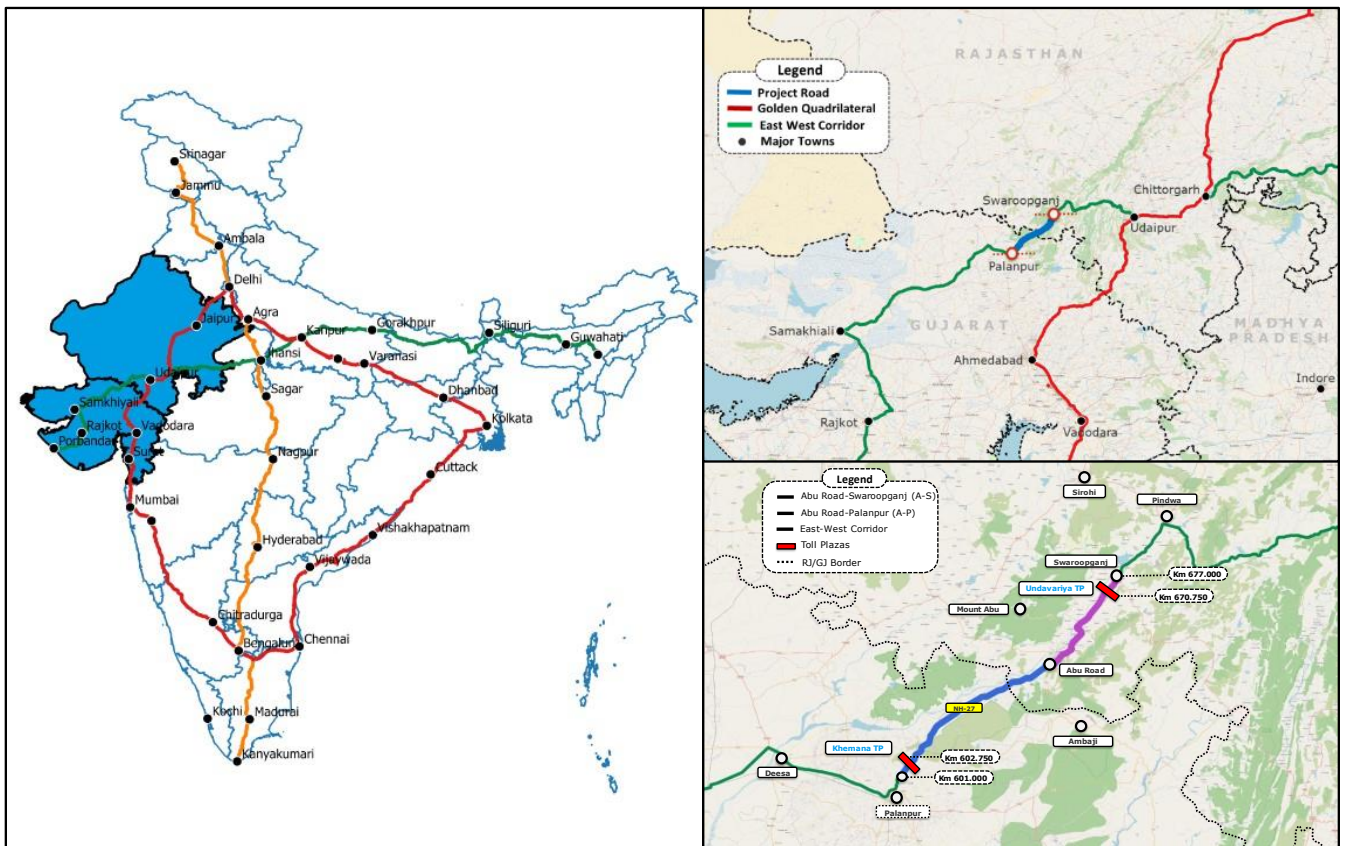 Srinagar
Jammu
Ambala
Delhi
Jaipur
Agra
Kanpur
Gorakhpur
Siliguri
Guwahati
Jhansi
Varanasi
Udaipur
Sagar
Dhanbad
Samkhiyali
Kolkata
Rajkot
Vadodara
Porbandar
Surat
Nagpur
Cuttack
Mumbai
Vishakhapatnam
Hyderabad
Vijaywada
Chitradurga
Bengaluru
Chennai
Kochi
Madurai
Kanyakumari
RAJASTHAN
Legend
Project Road
Golden Quadrilateral
East West Corridor
Major Towns
Chittorgarh
Swaroopganj
Udaipur
Palanpur
Samakhiali
GUJARAT
MADHYA
PRADESH
Ahmedabad
Indore
Rajkot
Vadodara
Legend
Abu Road-Swaroopganj (A-S)
Abu Road-Palanpur (A-P)
East-West Corridor
Toll Plazas
RJ/GJ Border
Sirohi
Pindwa
Swaroopganj
Km 677.000
Undavariya TP
Km 670.750
Mount Abu
Abu Road
NH-27
Ambaji
Khemana TP
Km 602.750
Deesa
Km 601.000
Palanpur